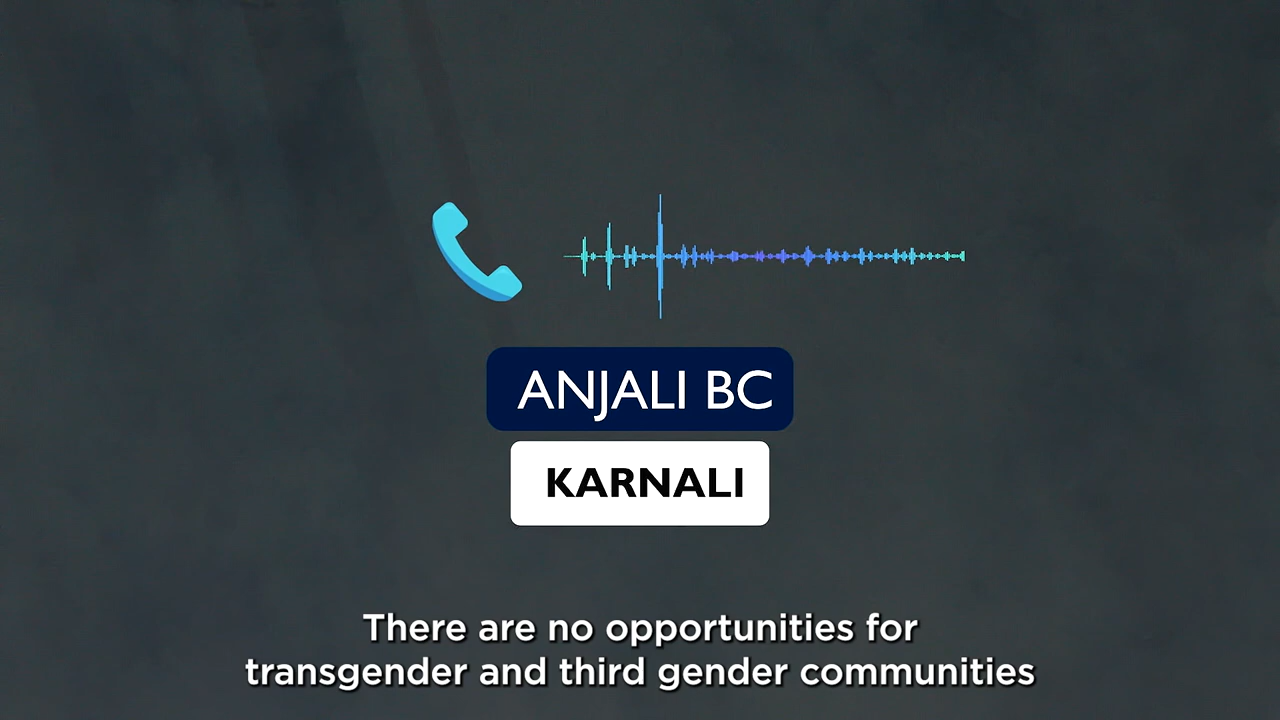 ANJALI BC
KARNALI
There are no opportunities for
transgender and third gender communities